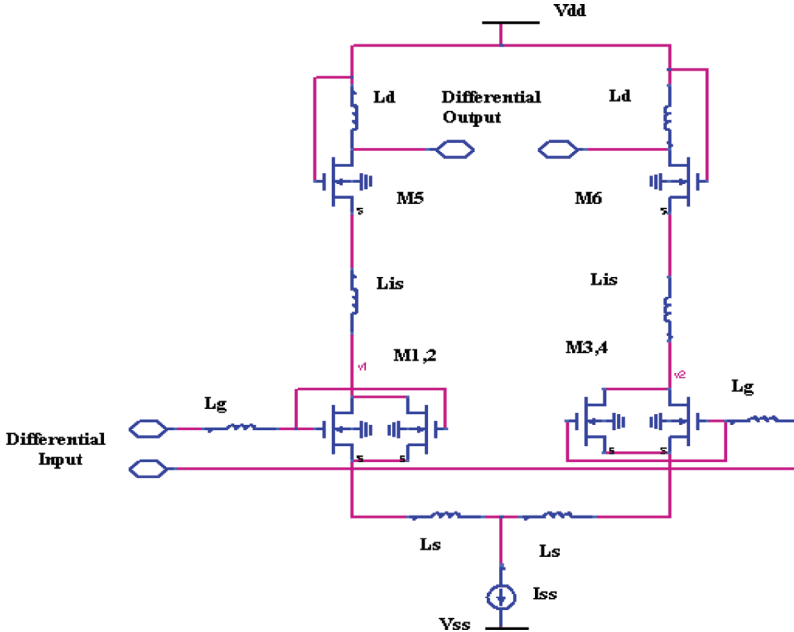 Vdd
Ld
Differential
Output
Ld
M5
M6
s
s
Lis
Lis
v1
M1,2
M3,4
v2
Lg
Lg
Differential
Input
s
s
s
s
Ls
Ls
Iss
Vss